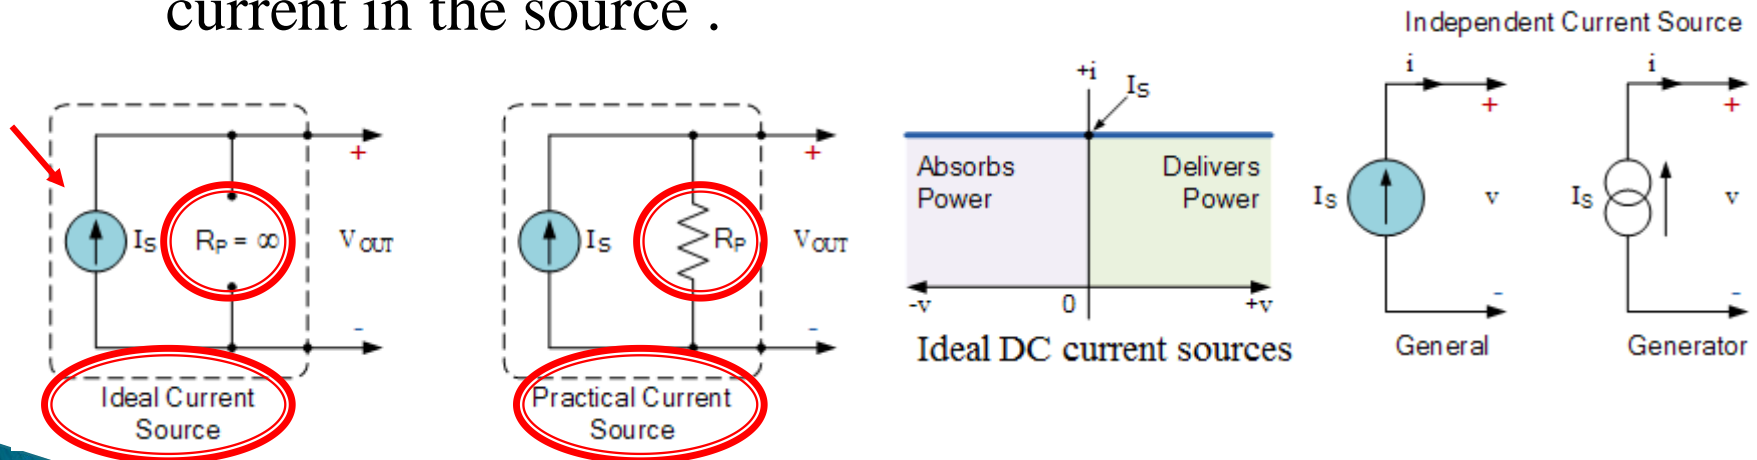 current in the source .
Independent Current Source
IS
RP = ∞
+
VOUT
-
Ideal Current
Source
IS
RP
+
VOUT
-
Practical Current
Source
+i
IS
Absorbs
Power
Delivers
Power
-v
0
+v
Ideal DC current sources
i
+
IS
v
-
General
i
+
IS
v
-
Generator